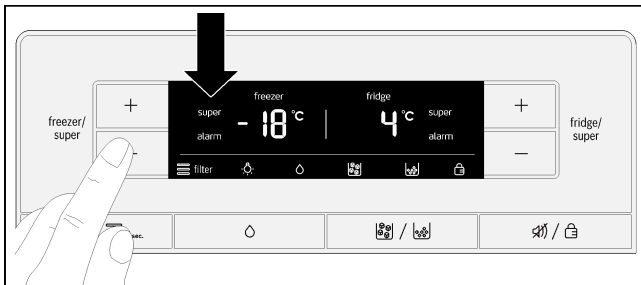 freezer/
super
+
−
freezer
super
alarm
-18 °C
fridge
4 °C
super
alarm
filter
+
−
fridge/
super
sec.
/
/